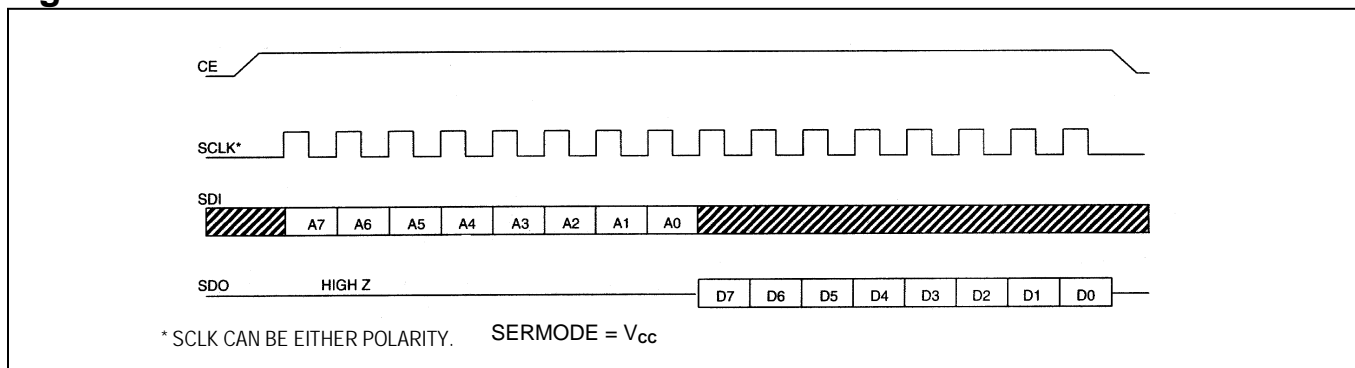 CE
SCLK*
SDI
A7 A6 A5 A4 A3 A2 A1 A0
SDO HIGH Z D7 D6 D5 D4 D3 D2 D1 D0
* SCLK CAN BE EITHER POLARITY. SERMODE = VCC